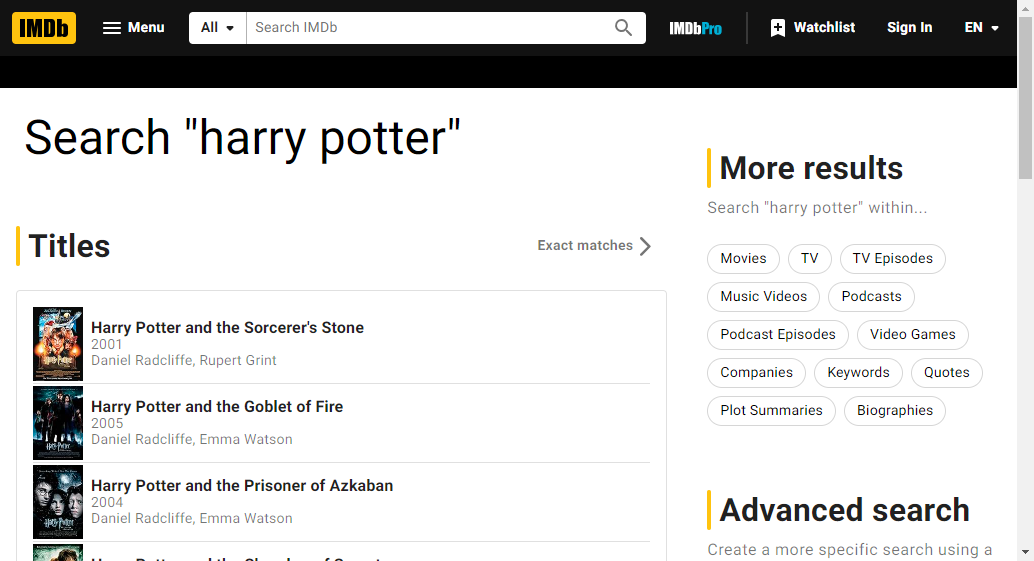 IMDb Menu All Search IMDb IMDbPro Watchlist Sign In EN
Search "harry potter"
Titles
Exact matches
Harry Potter and the Sorcerer's Stone
2001
Daniel Radcliffe, Rupert Grint
Harry Potter and the Goblet of Fire
2005
Daniel Radcliffe, Emma Watson
Harry Potter and the Prisoner of Azkaban
2004
Daniel Radcliffe, Emma Watson
More results
Search "harry potter" within...
Movies TV TV Episodes
Music Videos Podcasts
Podcast Episodes Video Games
Companies Keywords Quotes
Plot Summaries Biographies
Advanced search
Create a more specific search using a